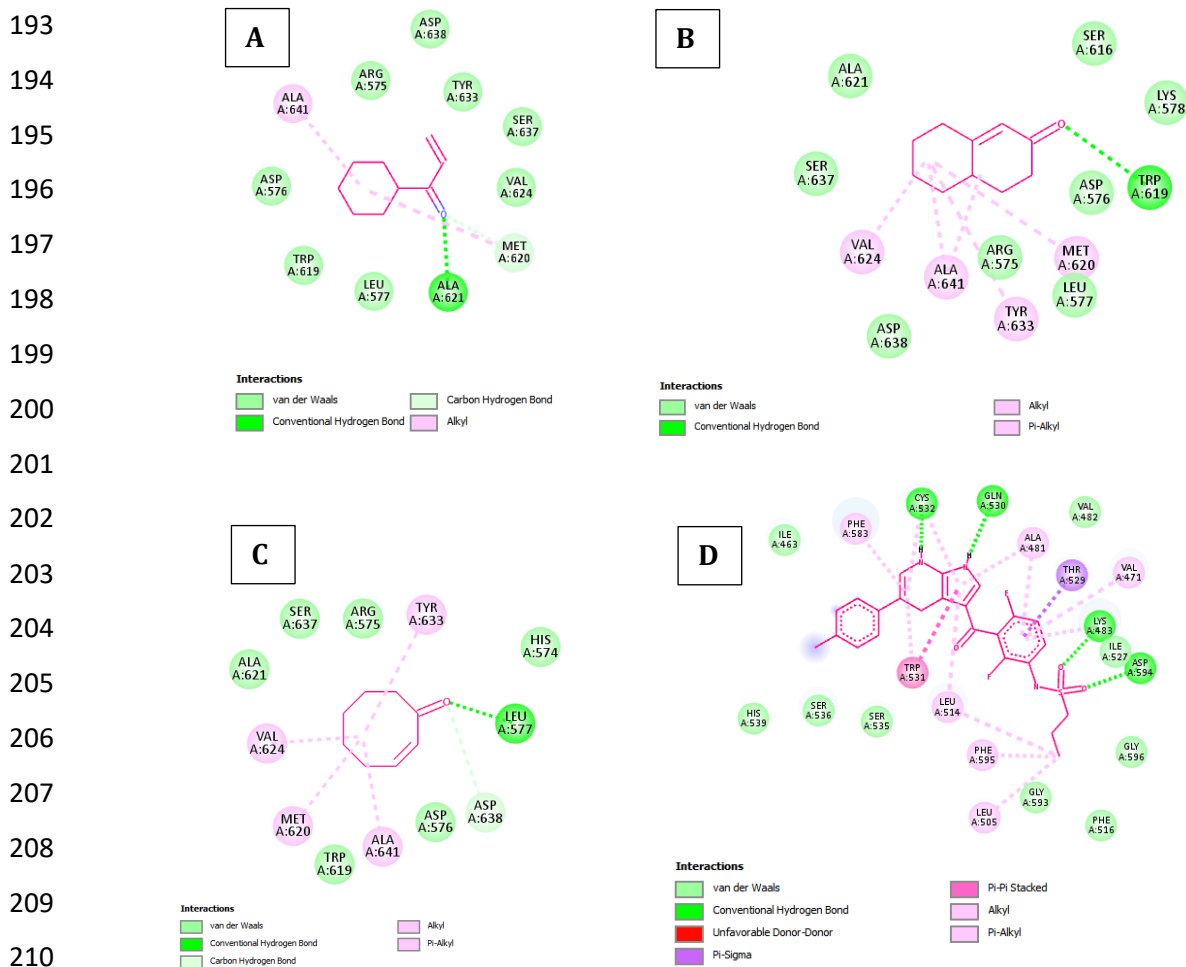 193
194
195
196
197
198
199
200
201
202
203
204
205
206
207
208
209
210
A
ASP
A:638
ARG
A:575
TYR
A:633
ALA
A:641
SER
A:637
ASP
A:576
VAL
A:624
O
MET
A:620
TRP
A:619
LEU
A:577
ALA
A:621
Interactions
van der Waals
Conventional Hydrogen Bond
Carbon Hydrogen Bond
Alkyl
B
SER
A:616
ALA
A:621
LYS
A:578
O
SER
A:637
ASP
A:576
TRP
A:619
VAL
A:624
ALA
A:641
ARG
A:575
MET
A:620
LEU
A:577
TYR
A:633
ASP
A:638
Interactions
van der Waals
Conventional Hydrogen Bond
Alkyl
Pi-Alkyl
C
SER
A:637
ARG
A:575
TYR
A:633
HIS
A:574
ALA
A:621
O
LEU
A:577
VAL
A:624
MET
A:620
ASP
A:576
ASP
A:638
TRP
A:619
ALA
A:641
Interactions
van der Waals
Conventional Hydrogen Bond
Carbon Hydrogen Bond
Alkyl
Pi-Alkyl
D
CYS
A:532
GLN
A:530
VAL
A:482
ILE
A:463
PHE
A:583
ALA
A:481
THR
A:529
VAL
A:471
H
H
N
N
F
LYS
A:483
ILE
A:527
ASP
A:594
O
O
F
N
S
O
TRP
A:531
LEU
A:514
HIS
A:539
SER
A:536
SER
A:535
PHE
A:595
GLY
A:596
LEU
A:505
GLY
A:593
PHE
A:516
Interactions
van der Waals
Conventional Hydrogen Bond
Unfavorable Donor-Donor
Pi-Sigma
Pi-Pi Stacked
Alkyl
Pi-Alkyl